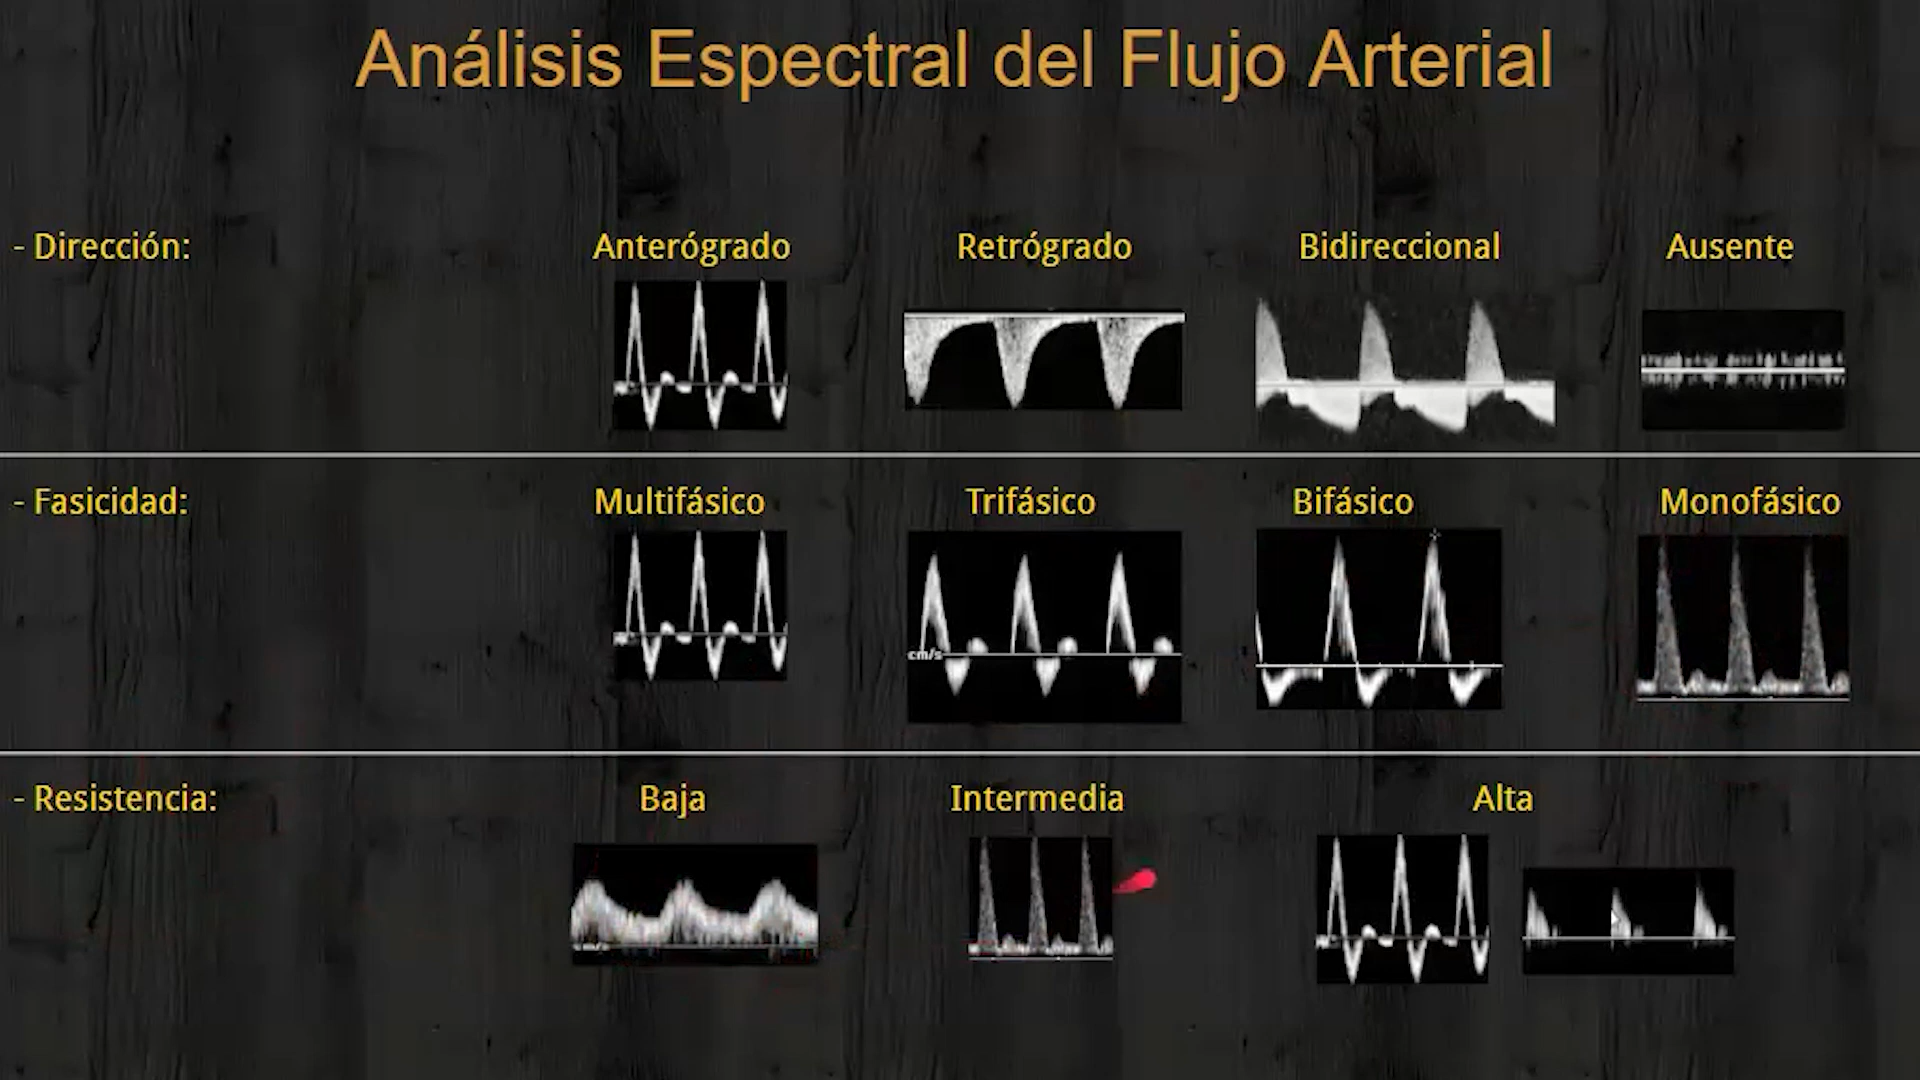 Análisis Espectral del Flujo Arterial
- Dirección:
Anterógrado
Retrógrado
Bidireccional
Ausente
- Fasicidad:
Multifásico
Trifásico
Bifásico
Monofásico
cm/s
- Resistencia:
Baja
Intermedia
Alta